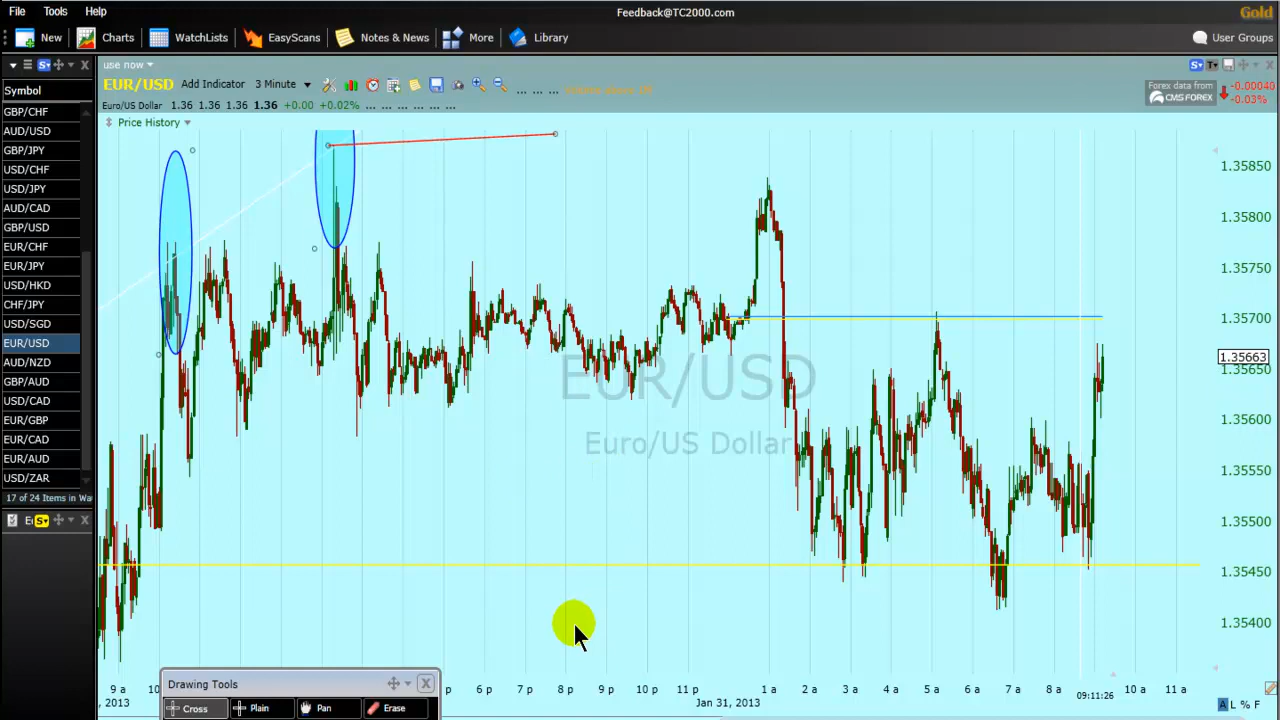 File Tools Help Feedback@TC2000.com Gold
New Charts WatchLists EasyScans Notes & News More Library User Groups
S use now S T
EUR/USD Add Indicator 3 Minute ... ... ...
Forex data from CMS FOREX -0.00040 -0.03%
Euro/US Dollar 1.36 1.36 1.36 1.36 +0.00 +0.02% ... ... ... ... ...
Price History
Symbol
GBP/CHF
AUD/USD
GBP/JPY
USD/CHF
USD/JPY
AUD/CAD
GBP/USD
EUR/CHF
EUR/JPY
USD/HKD
CHF/JPY
USD/SGD
EUR/USD
AUD/NZD
GBP/AUD
USD/CAD
EUR/GBP
EUR/CAD
EUR/AUD
USD/ZAR
17 of 24 Items in Wa
E S
1.35850
1.35800
1.35750
1.35700
1.35663
1.35650
1.35600
1.35550
1.35500
1.35450
1.35400
EUR/USD
Euro/US Dollar
9 a 10 p 5 p 6 p 7 p 8 p 9 p 10 p 11 p 1 a 2 a 3 a 4 a 5 a 6 a 7 a 8 a 09:11:26 10 a 11 a
, 2013 Jan 31, 2013 A L % F
Drawing Tools
Cross Plain Pan Erase